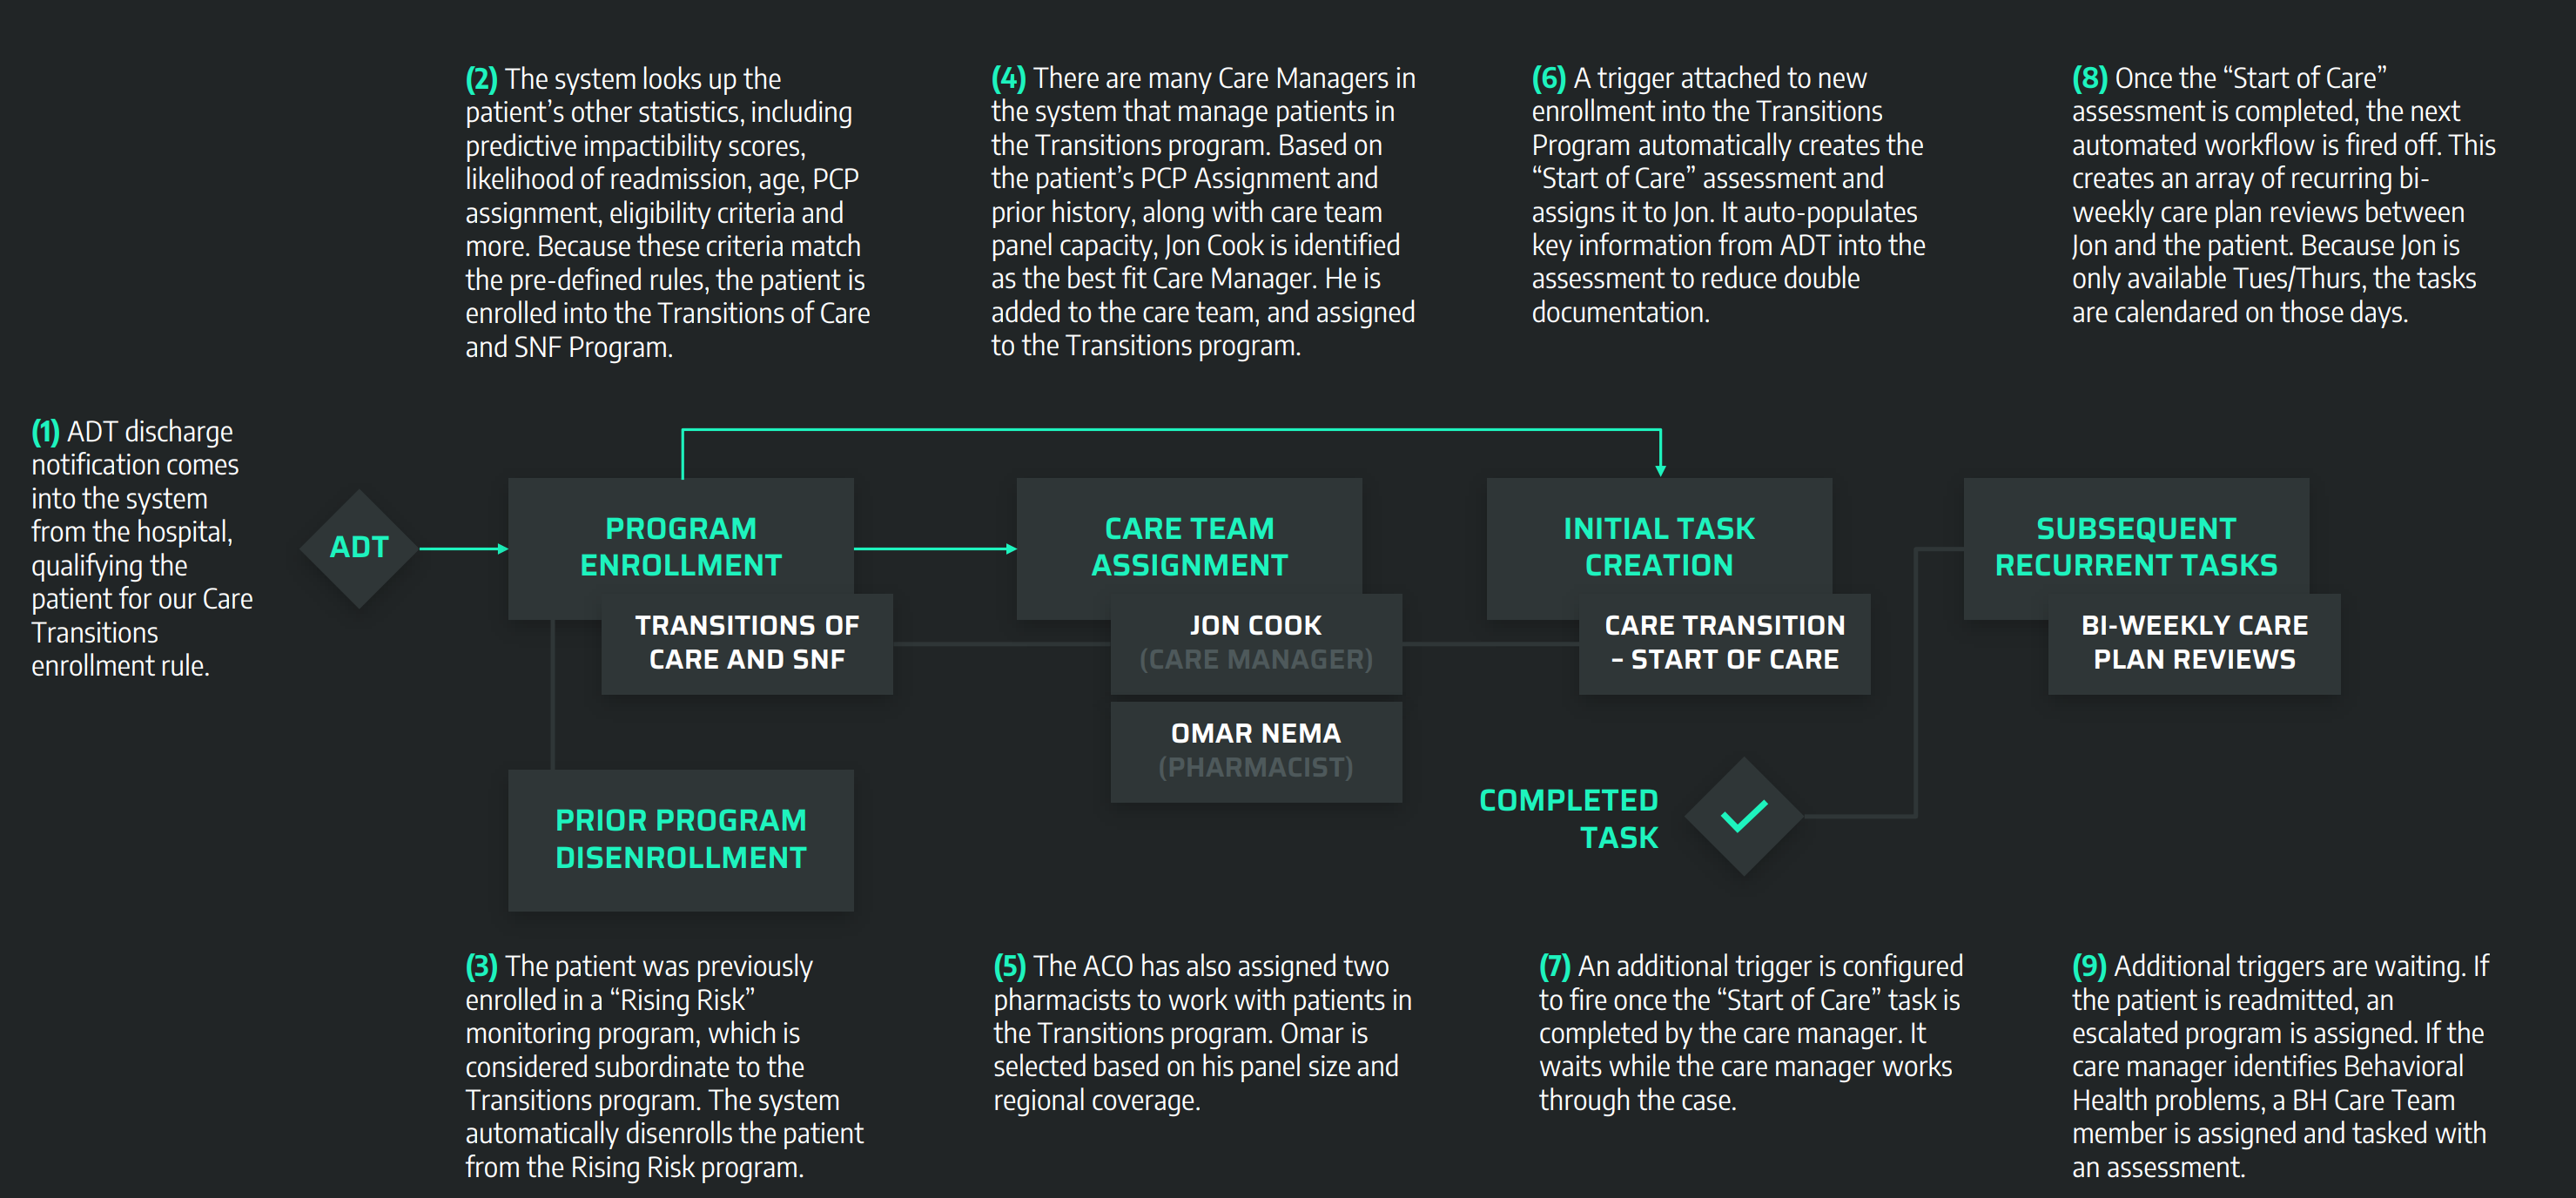 (2) The system looks up the
patient’s other statistics, including
predictive impactibility scores,
likelihood of readmission, age, PCP
assignment, eligibility criteria and
more. Because these criteria match
the pre-defined rules, the patient is
enrolled into the Transitions of Care
and SNF Program.
(4) There are many Care Managers in
the system that manage patients in
the Transitions program. Based on
the patient’s PCP Assignment and
prior history, along with care team
panel capacity, Jon Cook is identified
as the best fit Care Manager. He is
added to the care team, and assigned
to the Transitions program.
(6) A trigger attached to new
enrollment into the Transitions
Program automatically creates the
“Start of Care” assessment and
assigns it to Jon. It auto-populates
key information from ADT into the
assessment to reduce double
documentation.
(8) Once the “Start of Care”
assessment is completed, the next
automated workflow is fired off. This
creates an array of recurring bi-
weekly care plan reviews between
Jon and the patient. Because Jon is
only available Tues/Thurs, the tasks
are calendared on those days.
(1) ADT discharge
notification comes
into the system
from the hospital,
qualifying the
patient for our Care
Transitions
enrollment rule.
ADT
PROGRAM
ENROLLMENT
TRANSITIONS OF
CARE AND SNF
CARE TEAM
ASSIGNMENT
JON COOK
(CARE MANAGER)
OMAR NEMA
(PHARMACIST)
INITIAL TASK
CREATION
CARE TRANSITION
– START OF CARE
SUBSEQUENT
RECURRENT TASKS
BI-WEEKLY CARE
PLAN REVIEWS
PRIOR PROGRAM
DISENROLLMENT
COMPLETED
TASK
(3) The patient was previously
enrolled in a “Rising Risk”
monitoring program, which is
considered subordinate to the
Transitions program. The system
automatically disenrolls the patient
from the Rising Risk program.
(5) The ACO has also assigned two
pharmacists to work with patients in
the Transitions program. Omar is
selected based on his panel size and
regional coverage.
(7) An additional trigger is configured
to fire once the “Start of Care” task is
completed by the care manager. It
waits while the care manager works
through the case.
(9) Additional triggers are waiting. If
the patient is readmitted, an
escalated program is assigned. If the
care manager identifies Behavioral
Health problems, a BH Care Team
member is assigned and tasked with
an assessment.